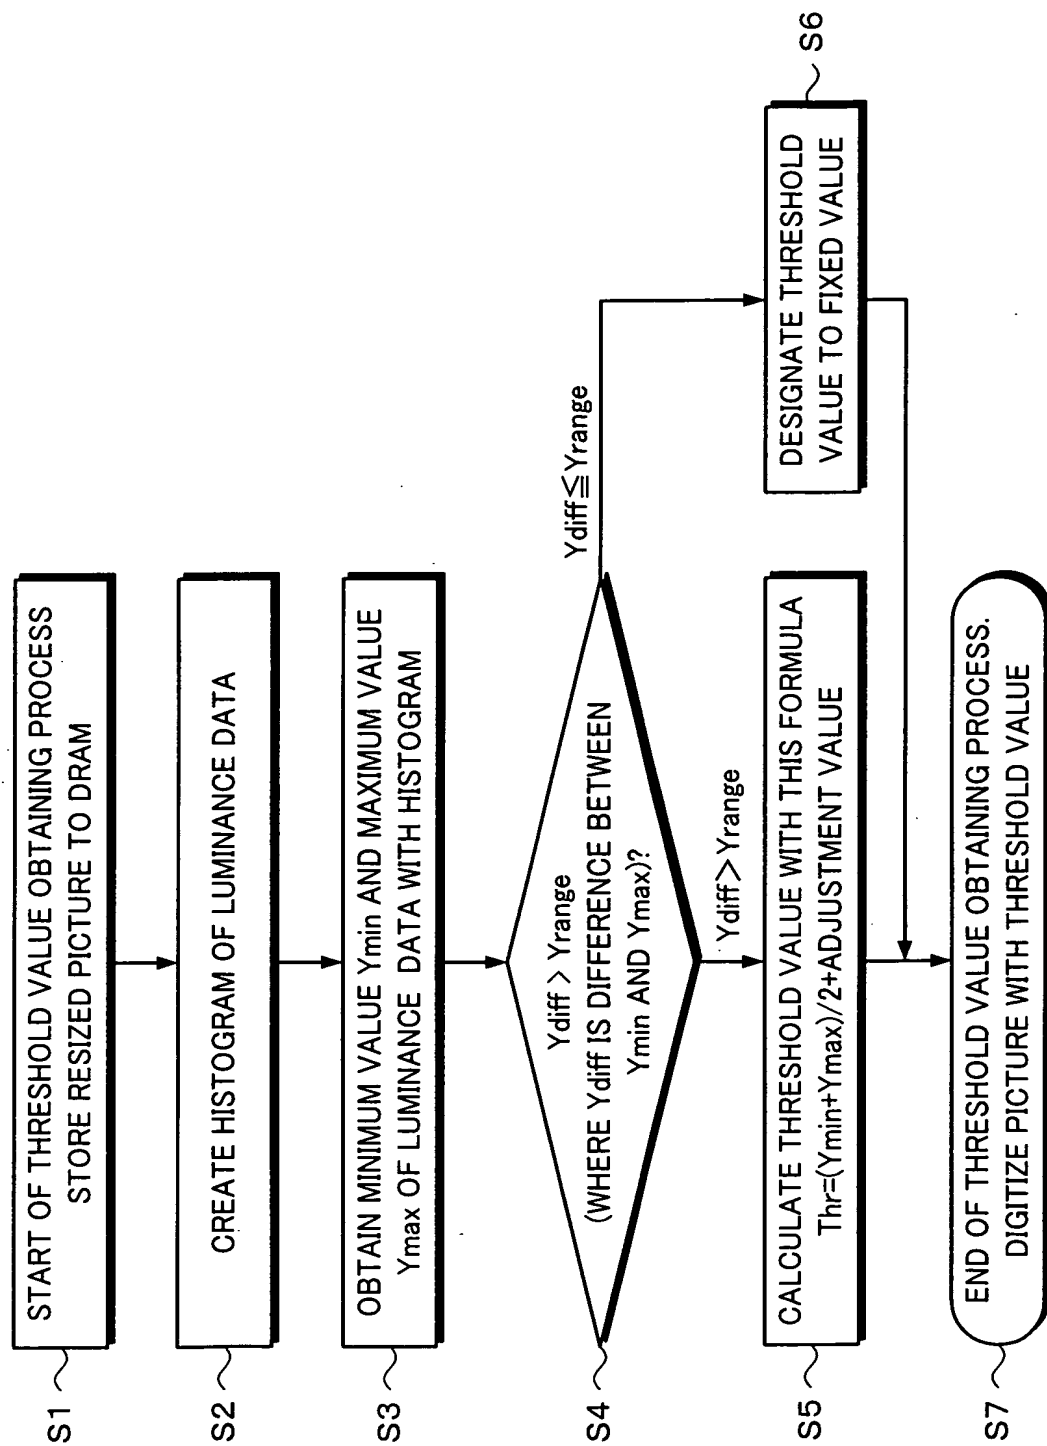 S1
START OF THRESHOLD VALUE OBTAINING PROCESS
STORE RESIZED PICTURE TO DRAM
S2
CREATE HISTOGRAM OF LUMINANCE DATA
S3
OBTAIN MINIMUM VALUE Ymin AND MAXIMUM VALUE
Ymax OF LUMINANCE DATA WITH HISTOGRAM
S4
Ydiff > Yrange
(WHERE Ydiff IS DIFFERENCE BETWEEN
Ymin AND Ymax)?
Ydiff≦Yrange
Ydiff > Yrange
S5
CALCULATE THRESHOLD VALUE WITH THIS FORMULA
Thr=(Ymin+Ymax)/2+ADJUSTMENT VALUE
DESIGNATE THRESHOLD
VALUE TO FIXED VALUE
S6
S7
END OF THRESHOLD VALUE OBTAINING PROCESS.
DIGITIZE PICTURE WITH THRESHOLD VALUE